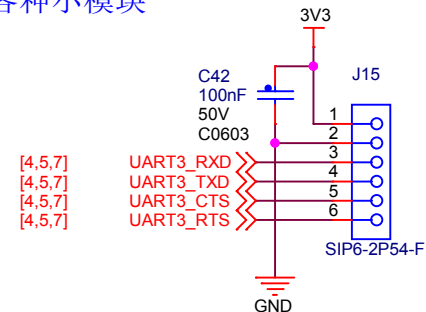 各种小模块
3V3
C42
100nF
50V
C0603
J15
1
2
3
4
5
6
[4,5,7] UART3_RXD
[4,5,7] UART3_TXD
[4,5,7] UART3_CTS
[4,5,7] UART3_RTS
SIP6-2P54-F
GND